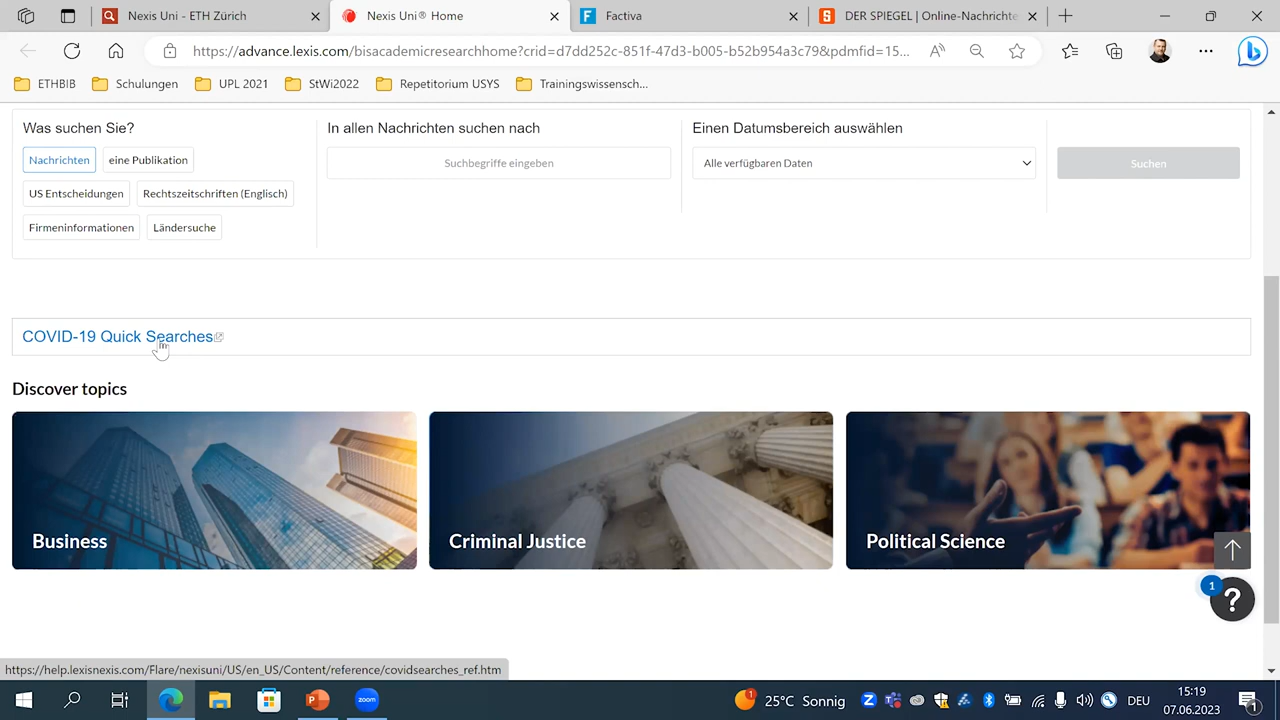 Nexis Uni - ETH Zürich
Nexis Uni® Home
Factiva
DER SPIEGEL | Online-Nachrichte
https://advance.lexis.com/bisacademicresearchhome?crid=d7dd252c-851f-47d3-b005-b52b954a3c79&pdmfid=15...
ETHBIB
Schulungen
UPL 2021
StWi2022
Repetitorium USYS
Trainingswissensch...
Was suchen Sie?
In allen Nachrichten suchen nach
Einen Datumsbereich auswählen
Nachrichten
eine Publikation
Suchbegriffe eingeben
Alle verfügbaren Daten
Suchen
US Entscheidungen
Rechtszeitschriften (Englisch)
Firmeninformationen
Ländersuche
COVID-19 Quick Searches
Discover topics
Business
Criminal Justice
Political Science
1
?
https://help.lexisnexis.com/Flare/nexisuni/US/en_US/Content/reference/covidsearches_ref.htm
zoom
1
25°C Sonnig
DEU
15:19
07.06.2023
1